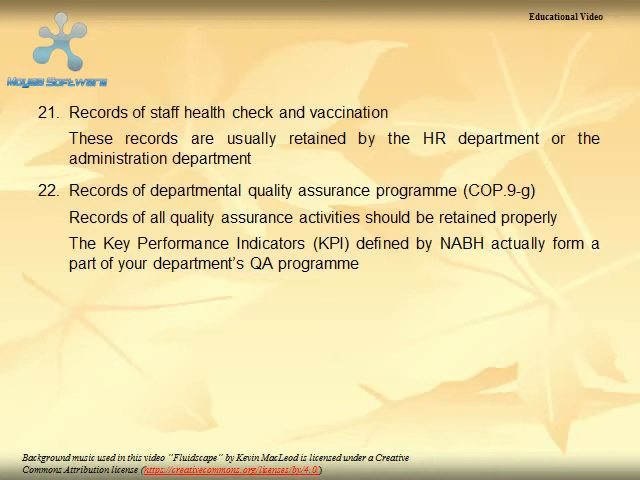 Educational Video
Moyea Software
21. Records of staff health check and vaccination
These records are usually retained by the HR department or the
administration department
22. Records of departmental quality assurance programme (COP.9-g)
Records of all quality assurance activities should be retained properly
The Key Performance Indicators (KPI) defined by NABH actually form a
part of your department’s QA programme
Background music used in this video "Fluidscape" by Kevin MacLeod is licensed under a Creative
Commons Attribution license (https://creativecommons.org/licenses/by/4.0/)